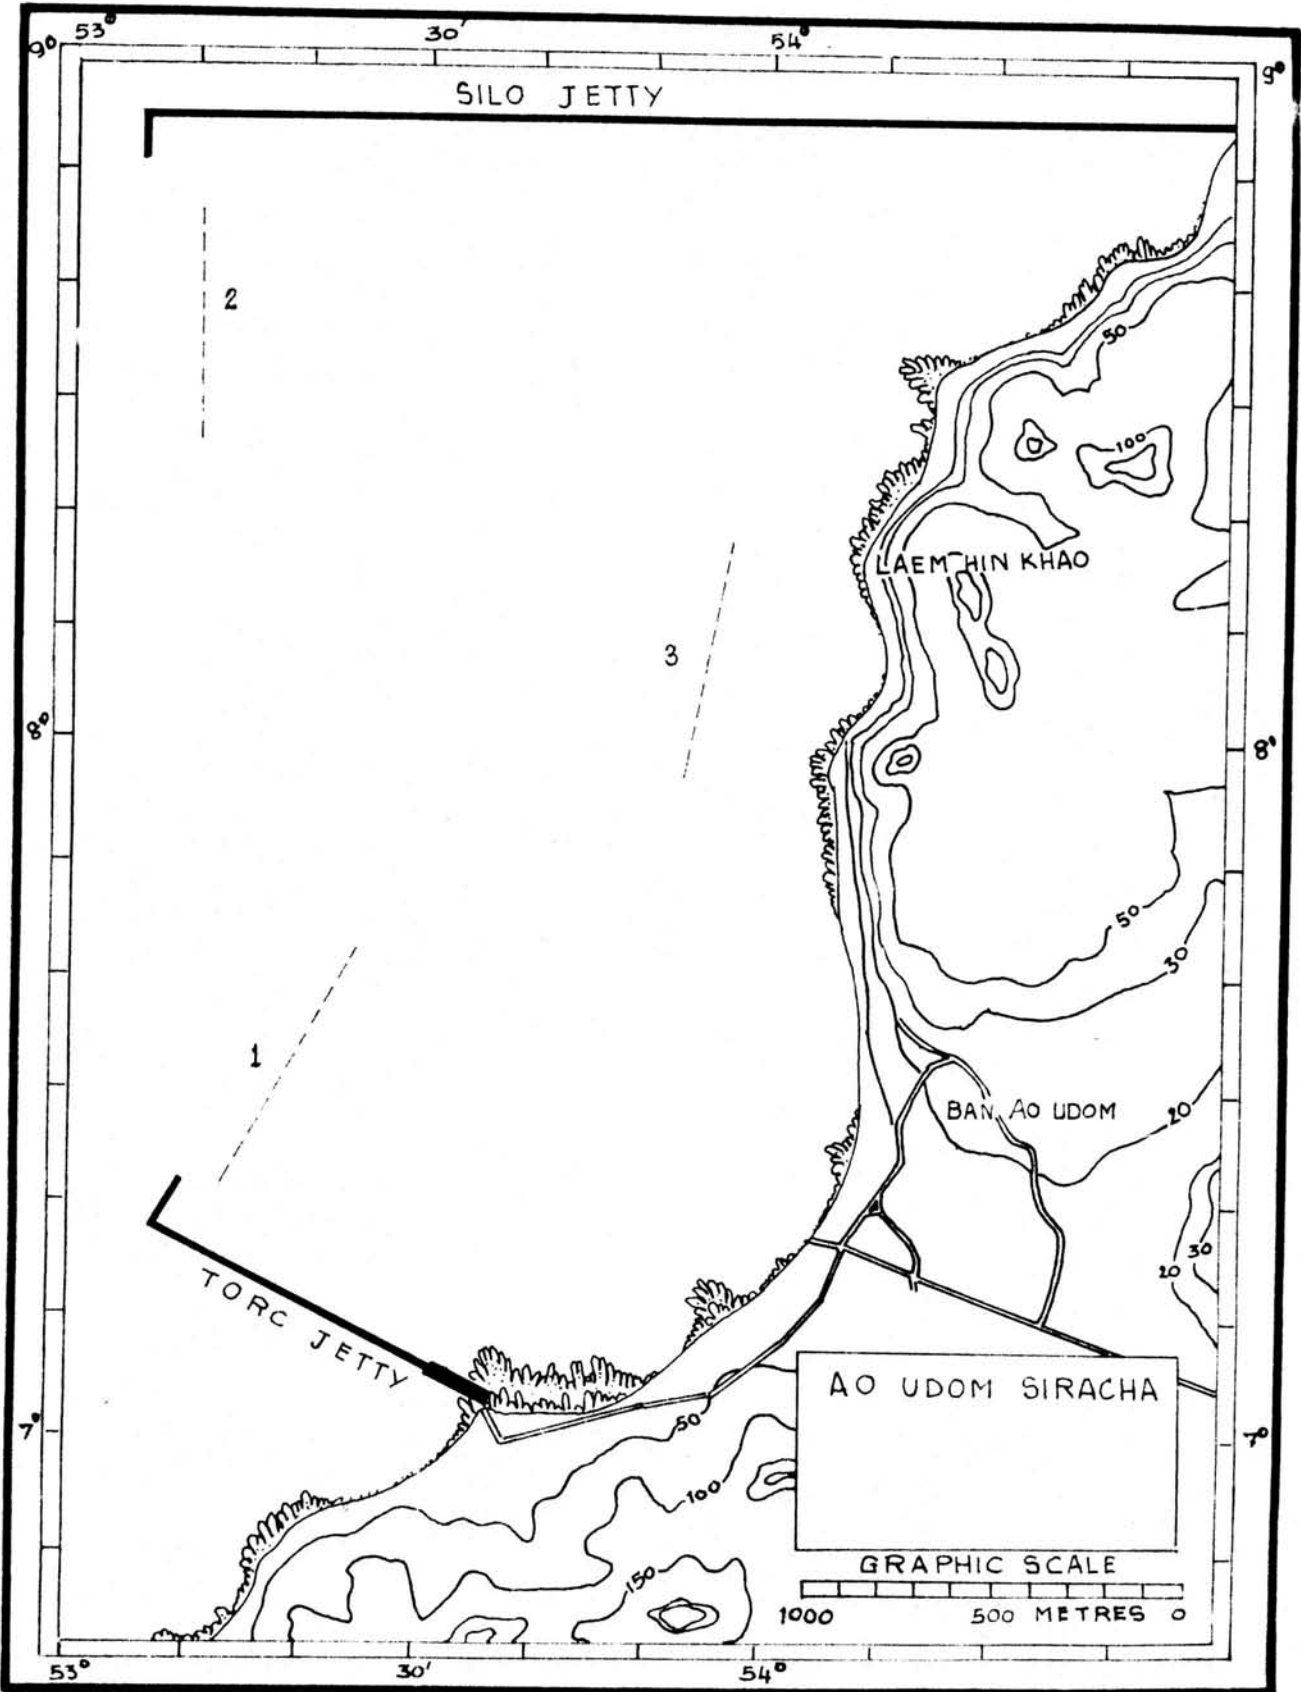 53° 30′ 54°
9° 9°
SILO JETTY
2
50
100
LAEM HIN KHAO
3
8° 8°
50
30
1
BAN AO UDOM
20
TORC JETTY
30
20
AO UDOM SIRACHA
50
7° 7°
100
GRAPHIC SCALE
150
1000 500 METRES 0
53° 30′ 54°